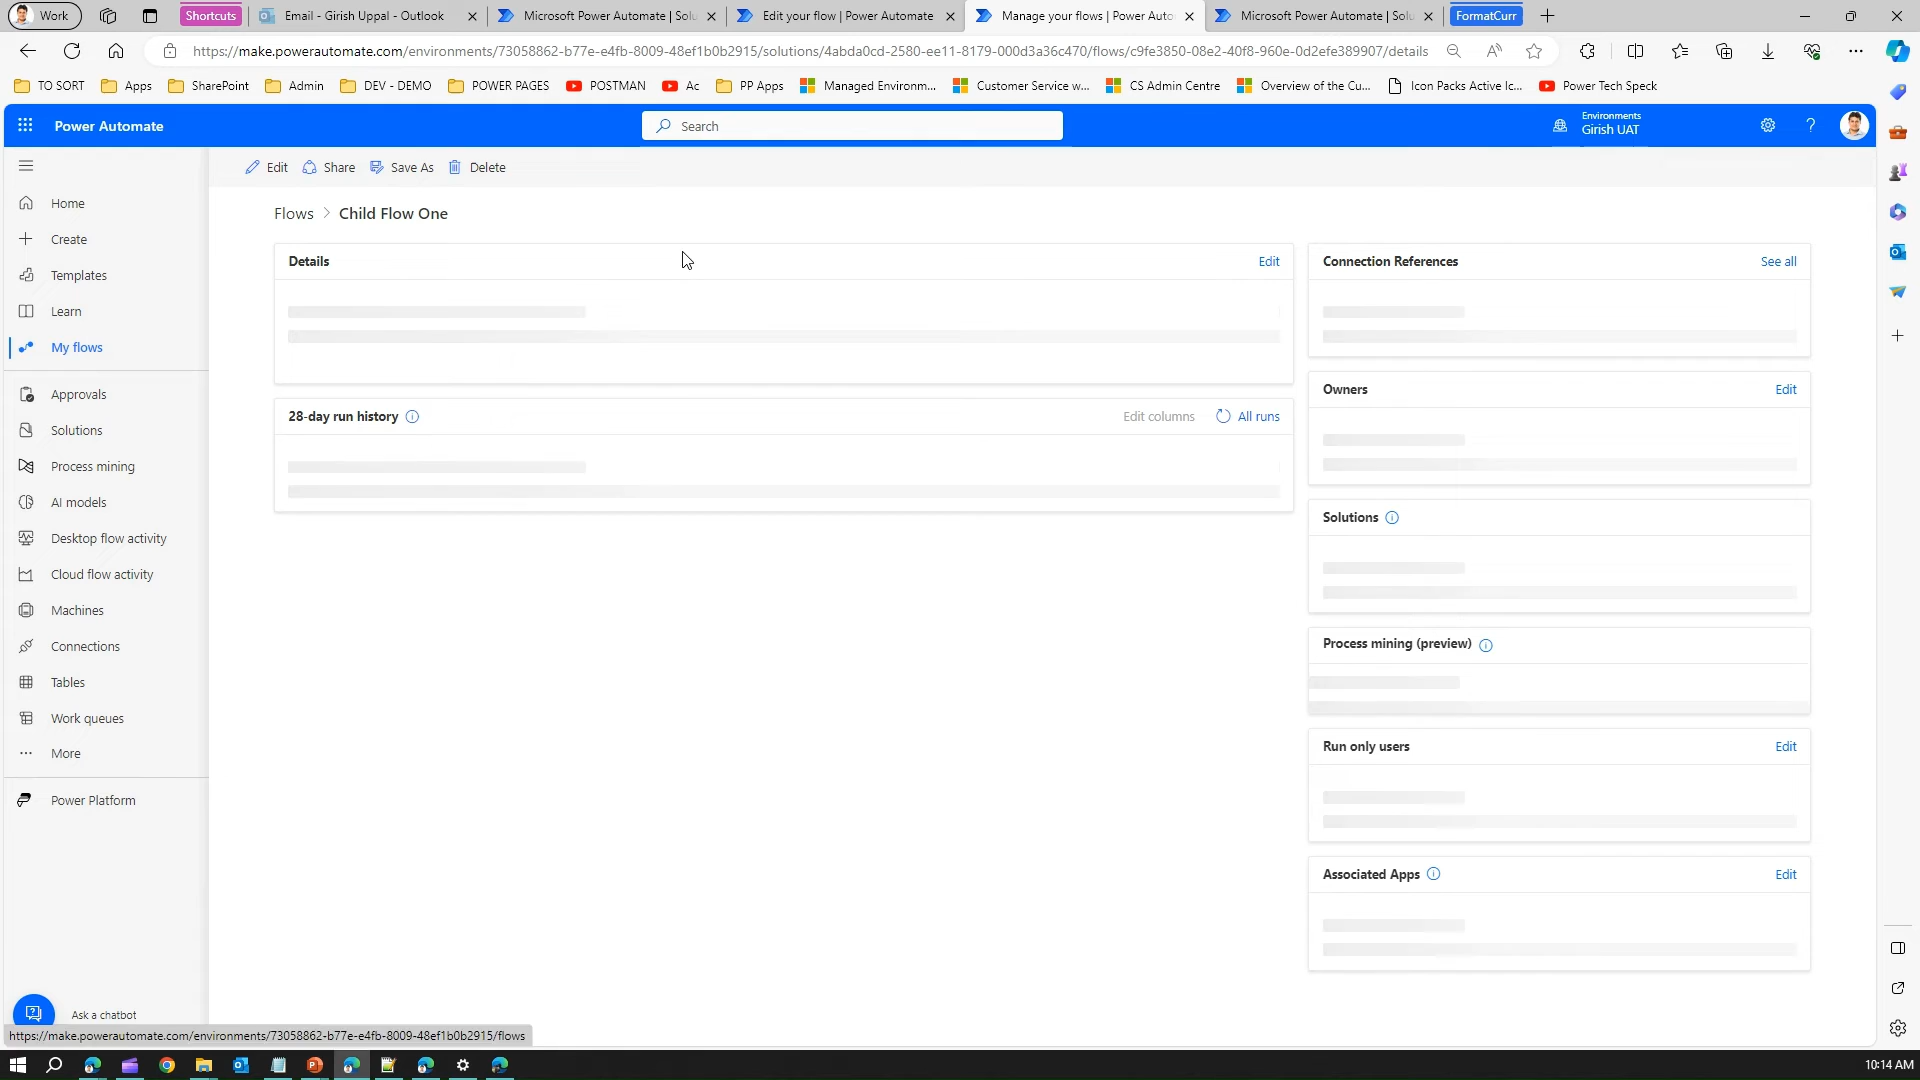 Work
Shortcuts
Email - Girish Uppal - Outlook
Microsoft Power Automate | Solu
Edit your flow | Power Automate
Manage your flows | Power Auto
Microsoft Power Automate | Solu
FormatCurr
https://make.powerautomate.com/environments/73058862-b77e-e4fb-8009-48ef1b0b2915/solutions/4abda0cd-2580-ee11-8179-000d3a36c470/flows/c9fe3850-08e2-40f8-960e-0d2efe389907/details
TO SORT
Apps
SharePoint
Admin
DEV - DEMO
POWER PAGES
POSTMAN
Ac
PP Apps
Managed Environm...
Customer Service w...
CS Admin Centre
Overview of the Cu...
Icon Packs Active Ic...
Power Tech Speck
Power Automate
Search
Environments
Girish UAT
Edit
Share
Save As
Delete
Home
Create
Templates
Learn
My flows
Approvals
Solutions
Process mining
AI models
Desktop flow activity
Cloud flow activity
Machines
Connections
Tables
Work queues
More
Power Platform
Ask a chatbot
Flows > Child Flow One
Details
Edit
28-day run history
Edit columns
All runs
Connection References
See all
Owners
Edit
Solutions
Process mining (preview)
Run only users
Edit
Associated Apps
Edit
https://make.powerautomate.com/environments/73058862-b77e-e4fb-8009-48ef1b0b2915/flows
10:14 AM